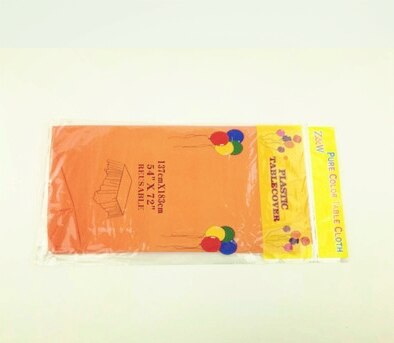 Z&W PURE COLOR TABLE CLOTH
PLASTIC
TABLECOVER
137cmX183cm
54" X 72"
REUSABLE